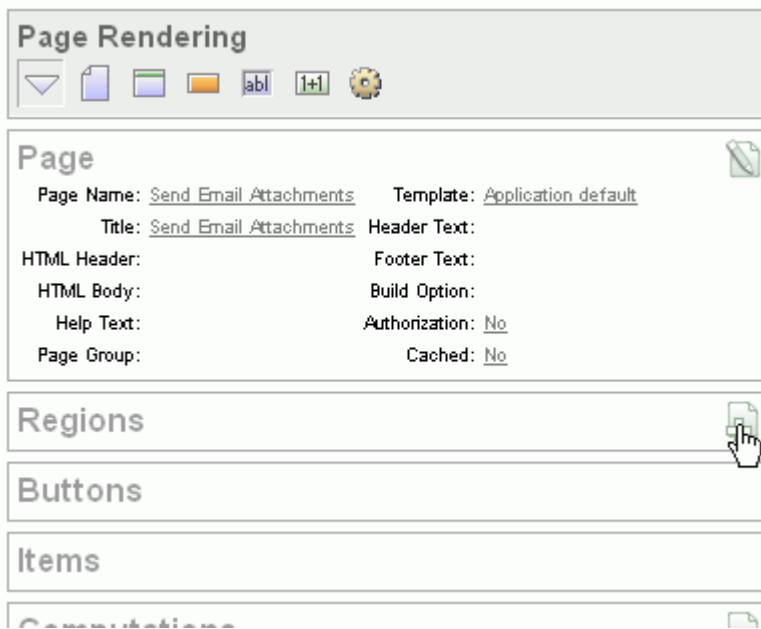 Page Rendering
abl 1+1
Page
Page Name: Send Email Attachments Template: Application default
Title: Send Email Attachments Header Text:
HTML Header: Footer Text:
HTML Body: Build Option:
Help Text: Authorization: No
Page Group: Cached: No
Regions
Buttons
Items
Computations